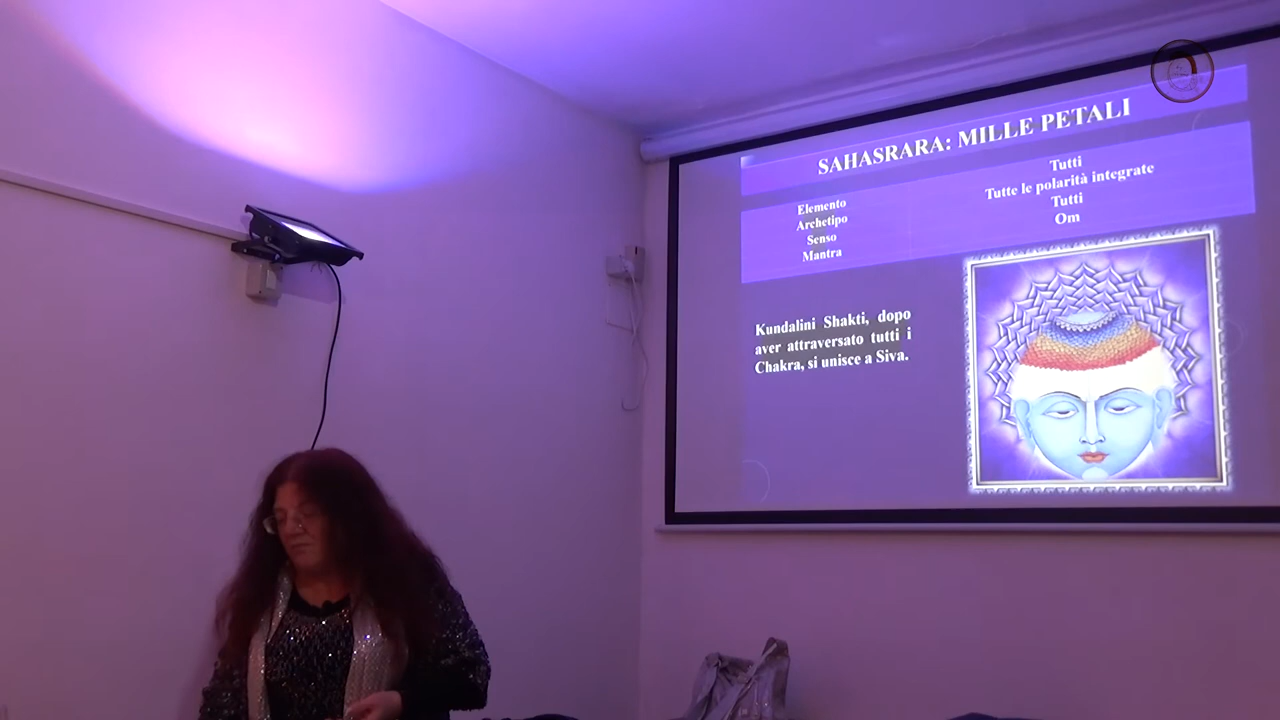 SAHASRARA: MILLE PETALI
Elemento Tutti
Archetipo Tutte le polarità integrate
Senso Tutti
Mantra Om
Kundalini Shakti, dopo
aver attraversato tutti i
Chakra, si unisce a Siva.